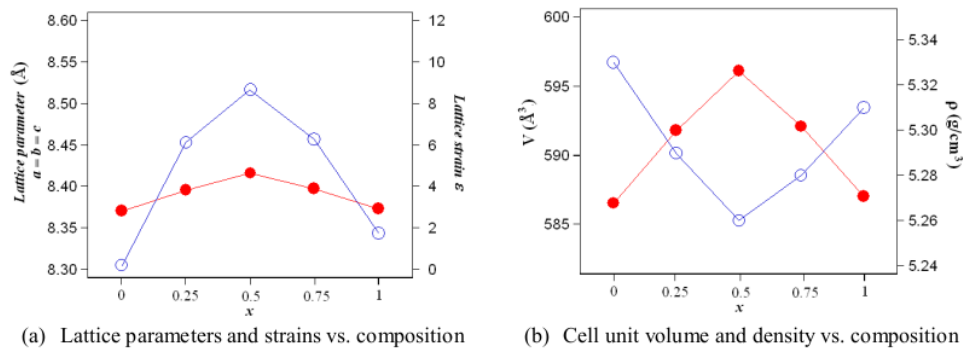 8.60
8.55
8.50
8.45
8.40
8.35
8.30
Lattice parameter (Å)
a = b = c
12
10
8
6
4
2
0
Lattice strain ε
0 0.25 0.5 0.75 1
x
(a) Lattice parameters and strains vs. composition
600
595
590
585
V (Å³)
5.34
5.32
5.30
5.28
5.26
5.24
ρ (g/cm³)
0 0.25 0.5 0.75 1
x
(b) Cell unit volume and density vs. composition